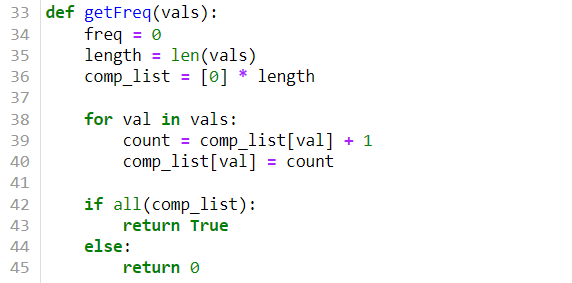 33 def getFreq(vals):
34     freq = 0
35     length = len(vals)
36     comp_list = [0] * length
37
38     for val in vals:
39         count = comp_list[val] + 1
40         comp_list[val] = count
41
42     if all(comp_list):
43         return True
44     else:
45         return 0